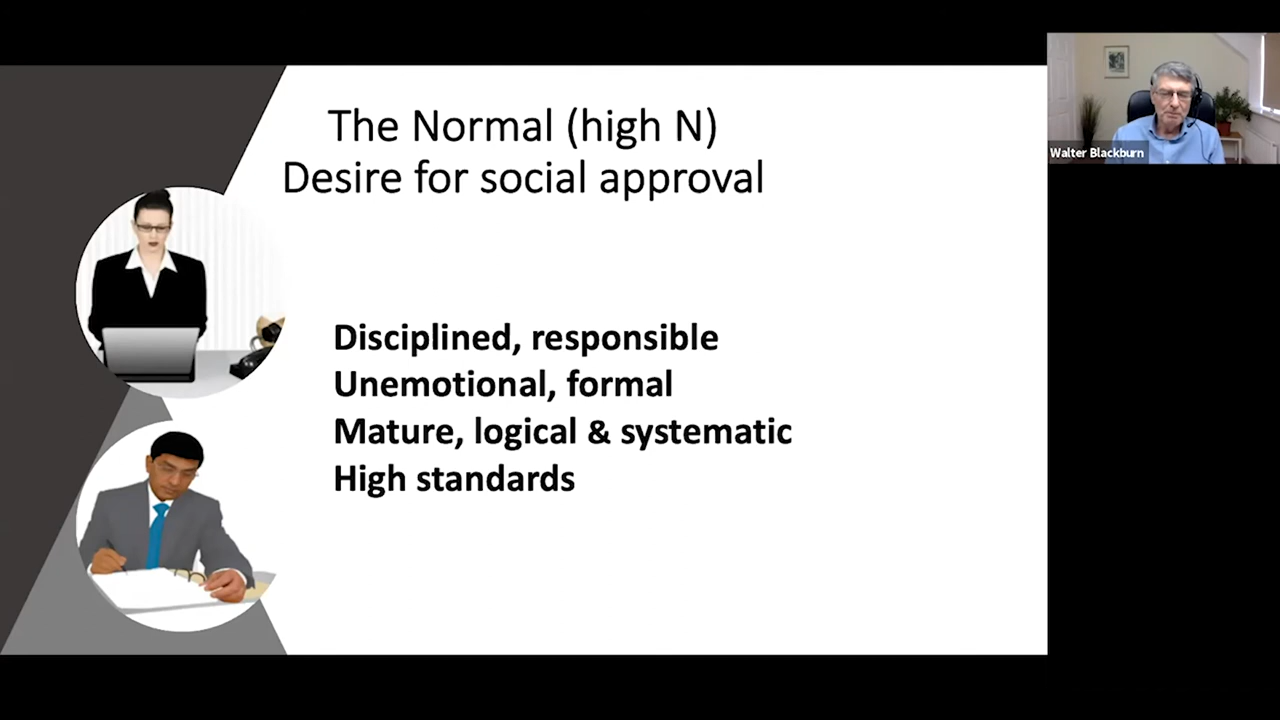 The Normal (high N)
Desire for social approval
Disciplined, responsible
Unemotional, formal
Mature, logical & systematic
High standards
Walter Blackburn